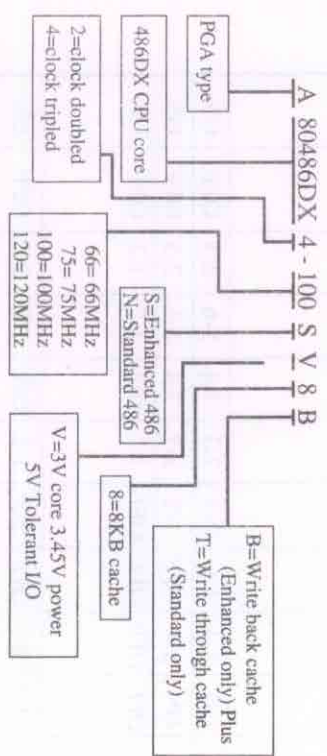 A 80486DX 4 - 100 S V 8 B
PGA type
486DX CPU core
2=clock doubled
4=clock tripled
66= 66MHz
75= 75MHz
100=100MHz
120=120MHz
S=Enhanced 486
N=Standard 486
V=3V core 3.45V power
5V Tolerant I/O
8=8KB cache
B=Write back cache
(Enhanced only) Plus
T=Write through cache
(Standard only)